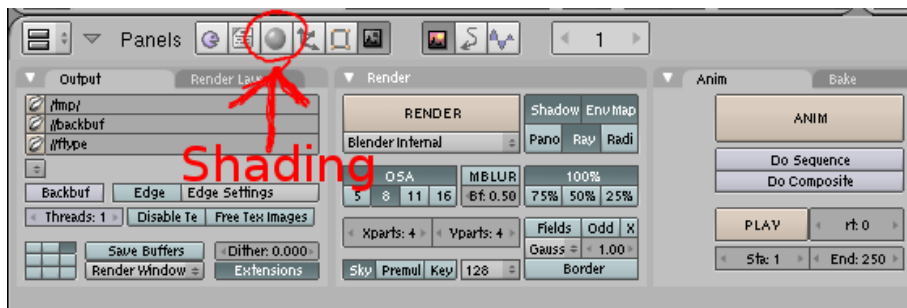 Panels 1
Output Render Lay Render Anim Bake
/tmp/
//backbuf
//ftype
RENDER
Blender Internal
Shadow EnvMap
Pano Ray Radi
ANIM
Do Sequence
Do Composite
Shading
Backbuf Edge Edge Settings
Threads: 1 Disable Te Free Tex Images
OSA MBLUR 100%
5 8 11 16 Bf: 0.50 75% 50% 25%
Xparts: 4 Yparts: 4 Fields Odd X
Gauss 1.00
PLAY rt: 0
Save Buffers Dither: 0.000
Render Window Extensions
Sky Premul Key 128 Border
Sta: 1 End: 250